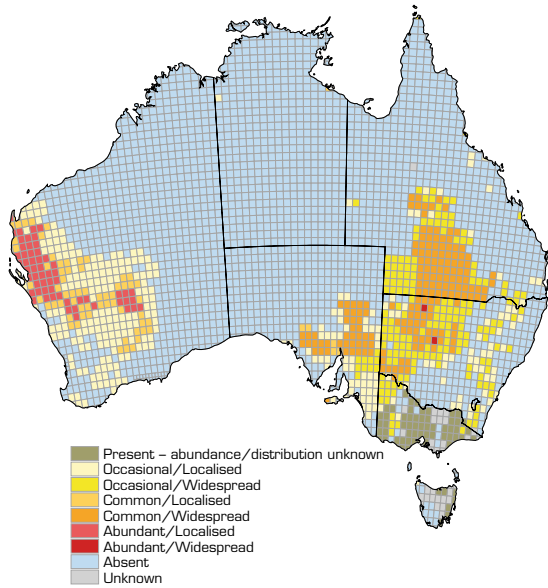 Present – abundance/distribution unknown
Occasional/Localised
Occasional/Widespread
Common/Localised
Common/Widespread
Abundant/Localised
Abundant/Widespread
Absent
Unknown